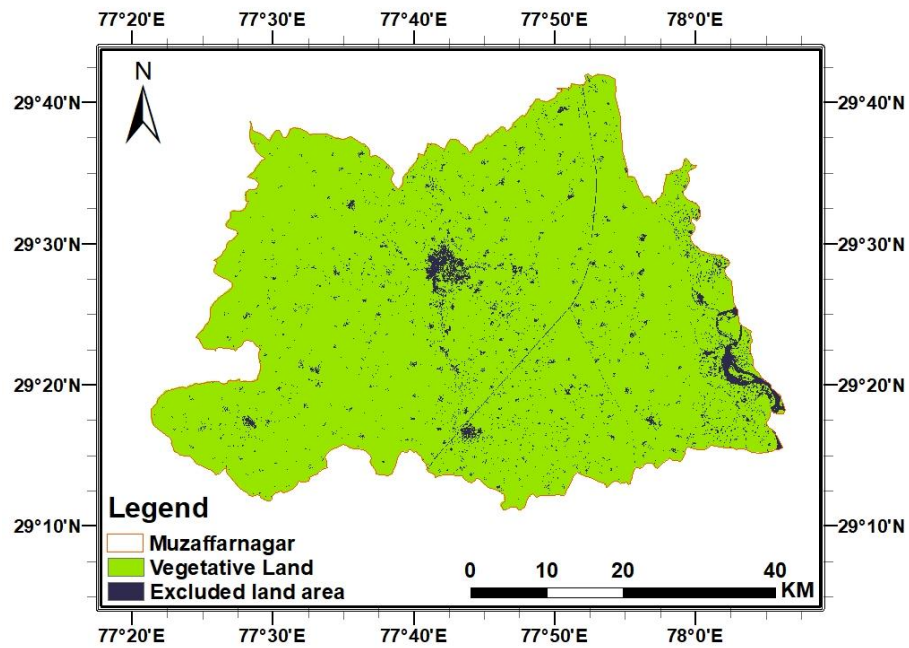 77°20'E 77°30'E 77°40'E 77°50'E 78°0'E
N
29°40'N 29°40'N
29°30'N 29°30'N
29°20'N 29°20'N
29°10'N 29°10'N
Legend
Muzaffarnagar
Vegetative Land
Excluded land area
0 10 20 40
KM
77°20'E 77°30'E 77°40'E 77°50'E 78°0'E